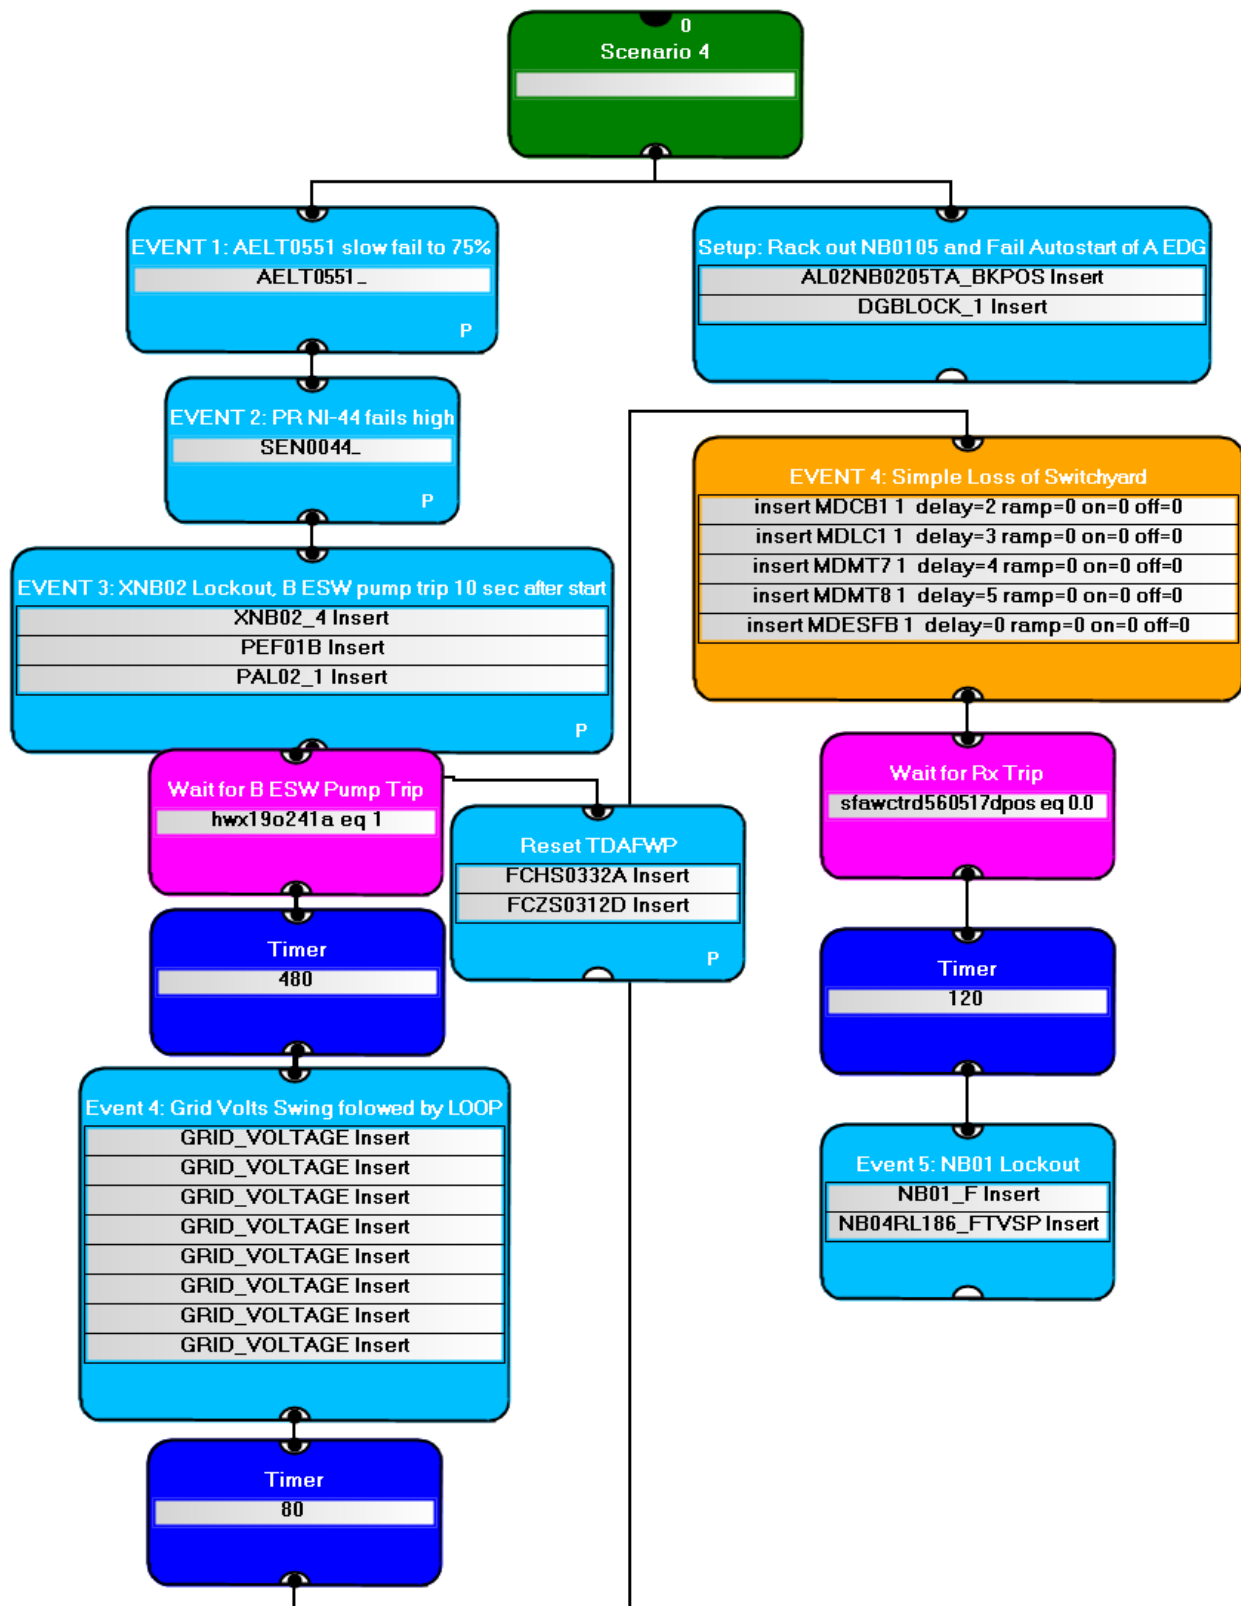 0
Scenario 4
EVENT 1: AELT0551 slow fail to 75%
AELT0551_
P
Setup: Rack out NB0105 and Fail Autostart of A EDG
AL02NB0205TA_BKPOS Insert
DGBLOCK_1 Insert
EVENT 2: PR NI-44 fails high
SEN0044_
P
EVENT 3: XNB02 Lockout, B ESW pump trip 10 sec after start
XNB02_4 Insert
PEF01B Insert
PAL02_1 Insert
P
Wait for B ESW Pump Trip
hwx19o241a eq 1
Reset TDAFWP
FCHS0332A Insert
FCZS0312D Insert
P
Timer
480
Event 4: Grid Volts Swing folowed by LOOP
GRID_VOLTAGE Insert
GRID_VOLTAGE Insert
GRID_VOLTAGE Insert
GRID_VOLTAGE Insert
GRID_VOLTAGE Insert
GRID_VOLTAGE Insert
GRID_VOLTAGE Insert
GRID_VOLTAGE Insert
Timer
80
EVENT 4: Simple Loss of Switchyard
insert MDCB1 1 delay=2 ramp=0 on=0 off=0
insert MDLC1 1 delay=3 ramp=0 on=0 off=0
insert MDMT7 1 delay=4 ramp=0 on=0 off=0
insert MDMT8 1 delay=5 ramp=0 on=0 off=0
insert MDESFB 1 delay=0 ramp=0 on=0 off=0
Wait for Rx Trip
sfawctrd560517dpos eq 0.0
Timer
120
Event 5: NB01 Lockout
NB01_F Insert
NB04RL186_FTVSP Insert